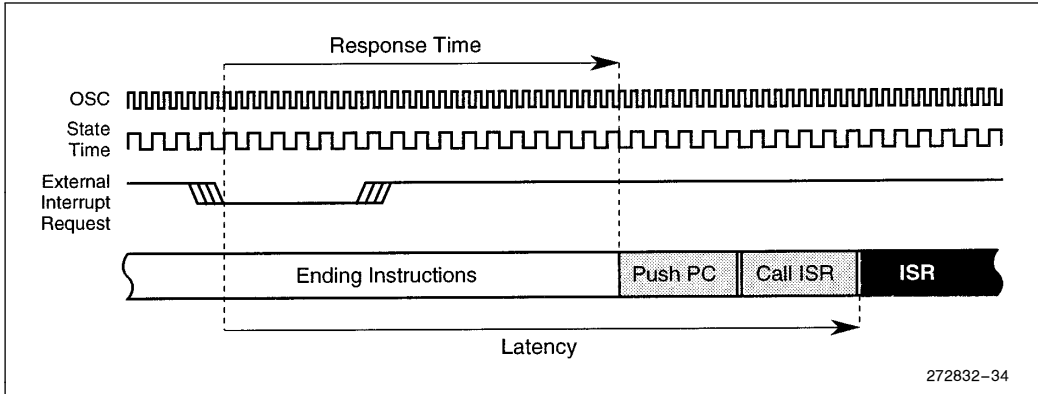 Response Time
OSC
State
Time
External
Interrupt
Request
Ending Instructions
Push PC
Call ISR
ISR
Latency
272832–34